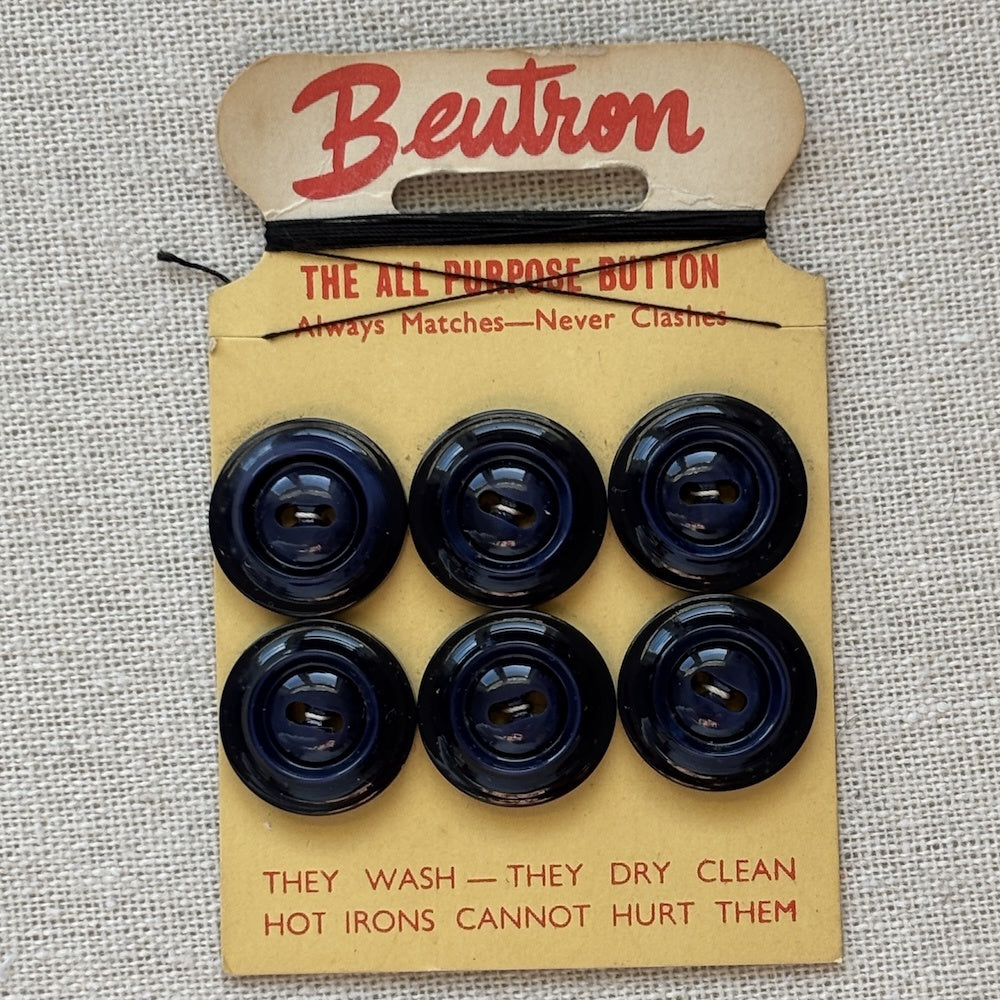 Beutron
THE ALL PURPOSE BUTTON
Always Matches—Never Clashes
THEY WASH — THEY DRY CLEAN
HOT IRONS CANNOT HURT THEM